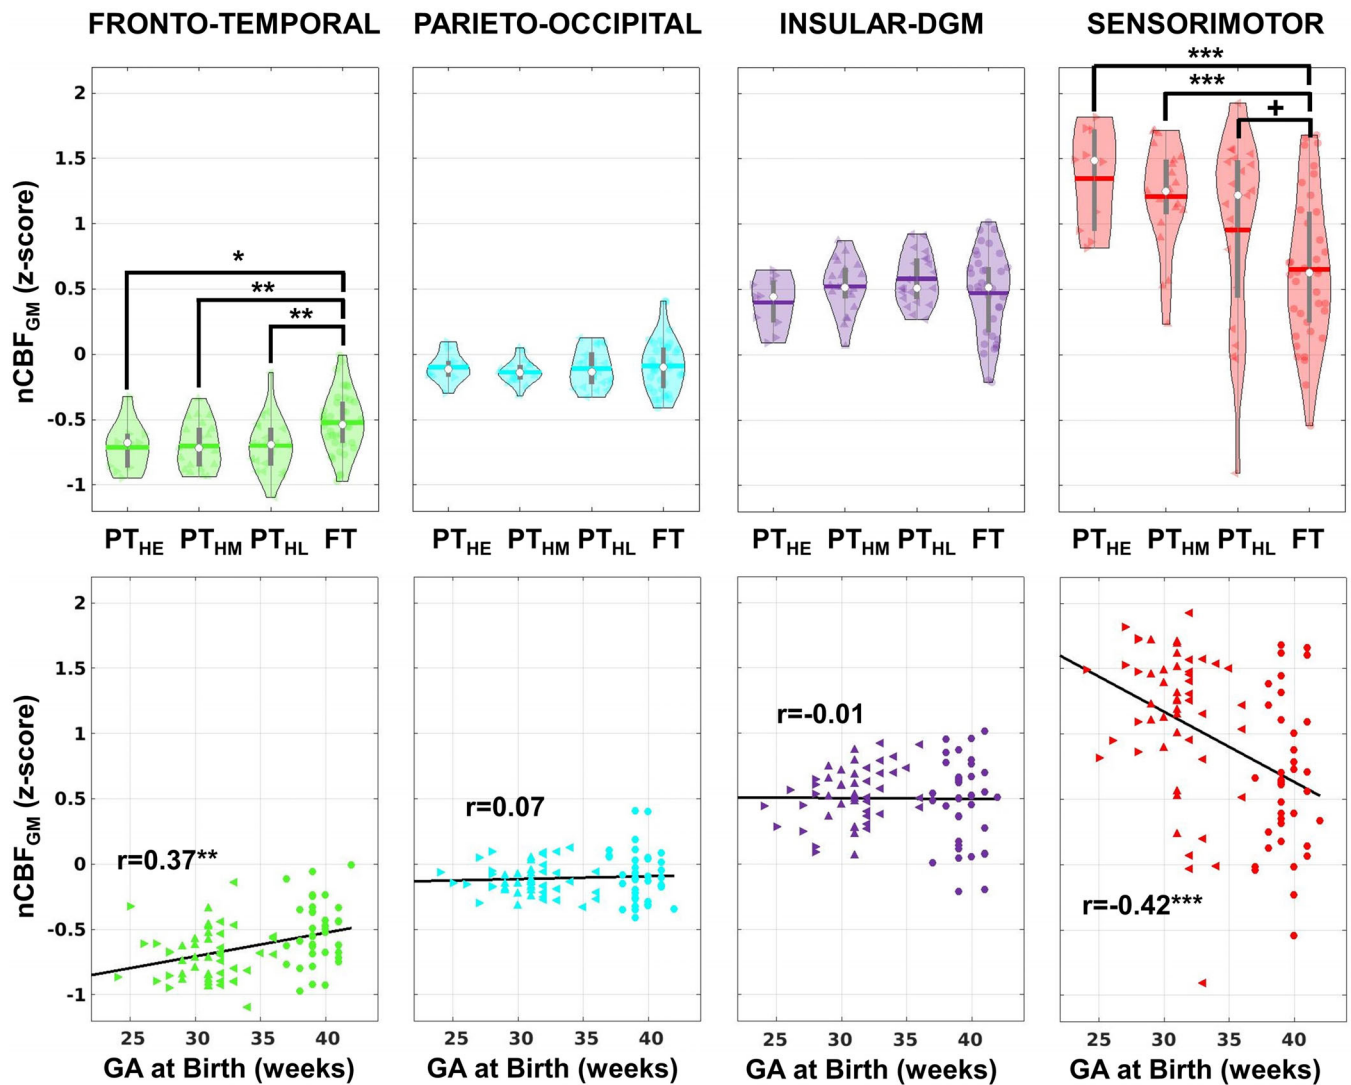 FRONTO-TEMPORAL PARIETO-OCCIPITAL INSULAR-DGM SENSORIMOTOR
nCBF_GM (z-score)
2
1.5
1
0.5
0
-0.5
-1
*
**
**
***
***
+
PT_HE PT_HM PT_HL FT PT_HE PT_HM PT_HL FT PT_HE PT_HM PT_HL FT PT_HE PT_HM PT_HL FT
nCBF_GM (z-score)
2
1.5
1
0.5
0
-0.5
-1
r=0.37**
r=0.07
r=-0.01
r=-0.42***
25 30 35 40 25 30 35 40 25 30 35 40 25 30 35 40
GA at Birth (weeks) GA at Birth (weeks) GA at Birth (weeks) GA at Birth (weeks)